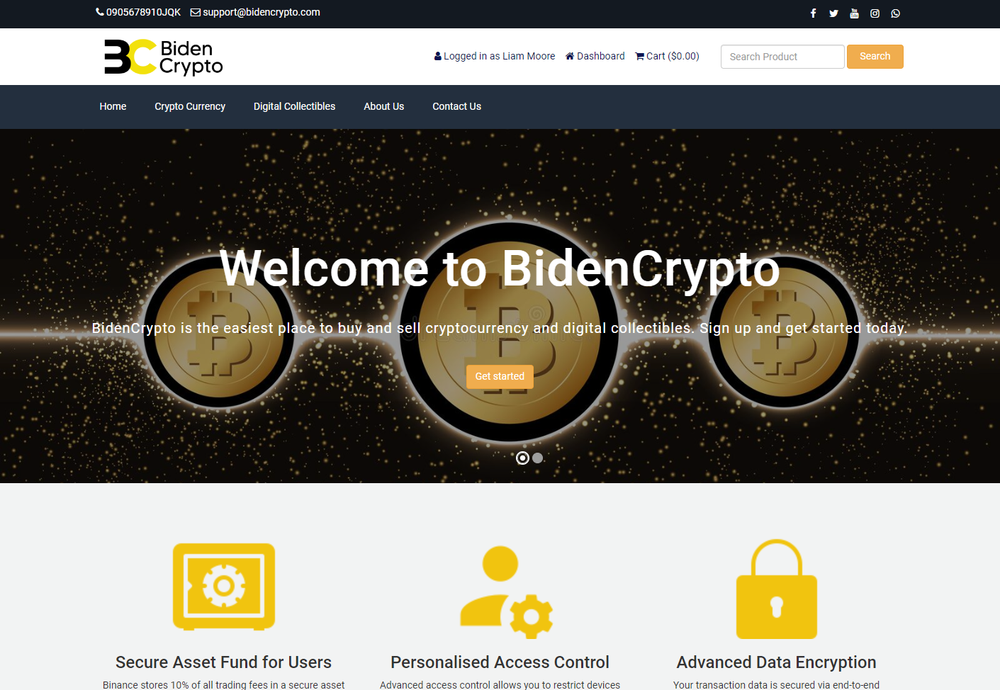 0905678910JQK support@bidencrypto.com
Biden
Crypto
Logged in as Liam Moore Dashboard Cart ($0.00) Search Product Search
Home Crypto Currency Digital Collectibles About Us Contact Us
Welcome to BidenCrypto
BidenCrypto is the easiest place to buy and sell cryptocurrency and digital collectibles. Sign up and get started today.
Get started
Secure Asset Fund for Users
Binance stores 10% of all trading fees in a secure asset
Personalised Access Control
Advanced access control allows you to restrict devices
Advanced Data Encryption
Your transaction data is secured via end-to-end